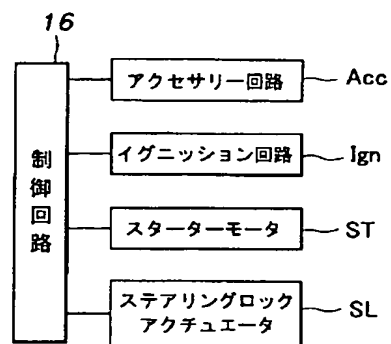 16
制御回路
アクセサリー回路
Acc
イグニッション回路
Ign
スターターモータ
ST
ステアリングロック
アクチュエータ
SL